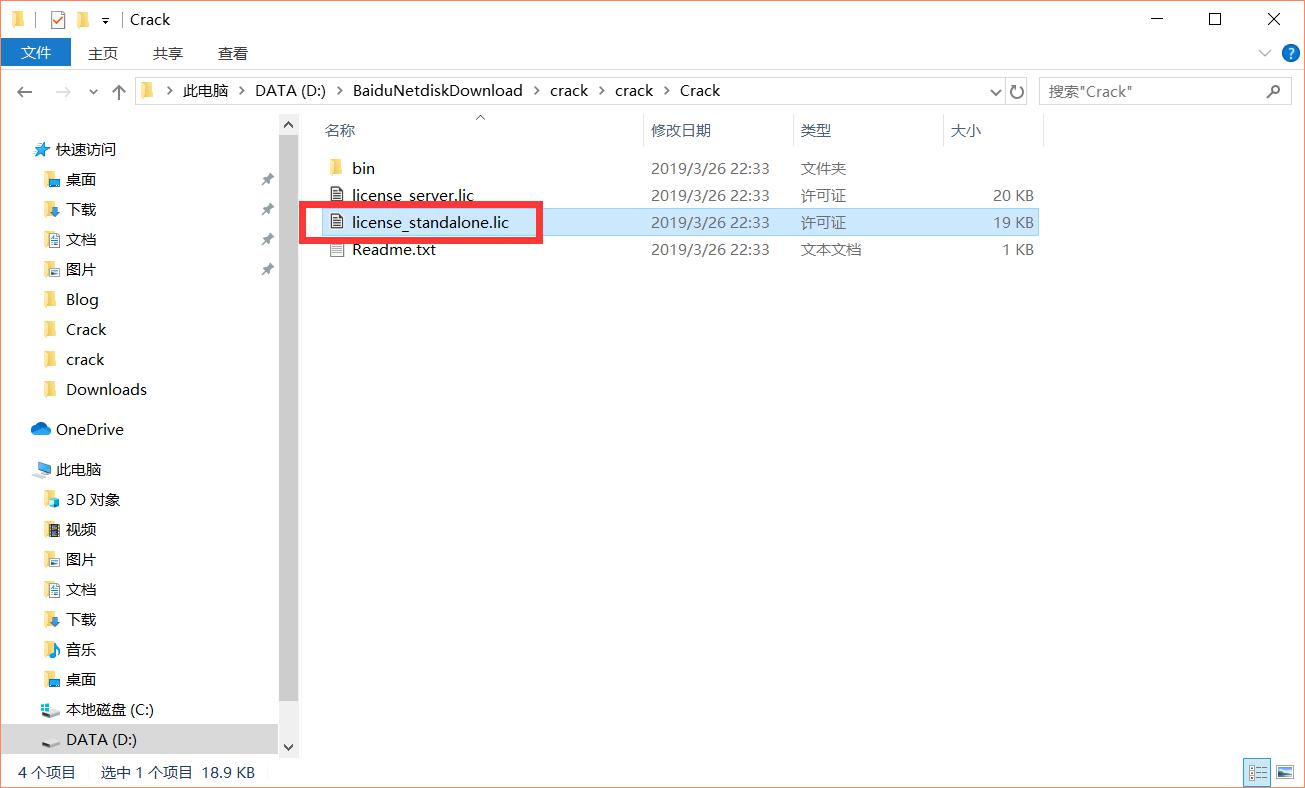 Crack
文件 主页 共享 查看
此电脑 DATA (D:) BaiduNetdiskDownload crack crack Crack 搜索"Crack"
名称 修改日期 类型 大小
bin 2019/3/26 22:33 文件夹
license_server.lic 2019/3/26 22:33 许可证 20 KB
license_standalone.lic 2019/3/26 22:33 许可证 19 KB
Readme.txt 2019/3/26 22:33 文本文档 1 KB
快速访问
桌面
下载
文档
图片
Blog
Crack
crack
Downloads
OneDrive
此电脑
3D 对象
视频
图片
文档
下载
音乐
桌面
本地磁盘 (C:)
DATA (D:)
4 个项目 选中 1 个项目 18.9 KB